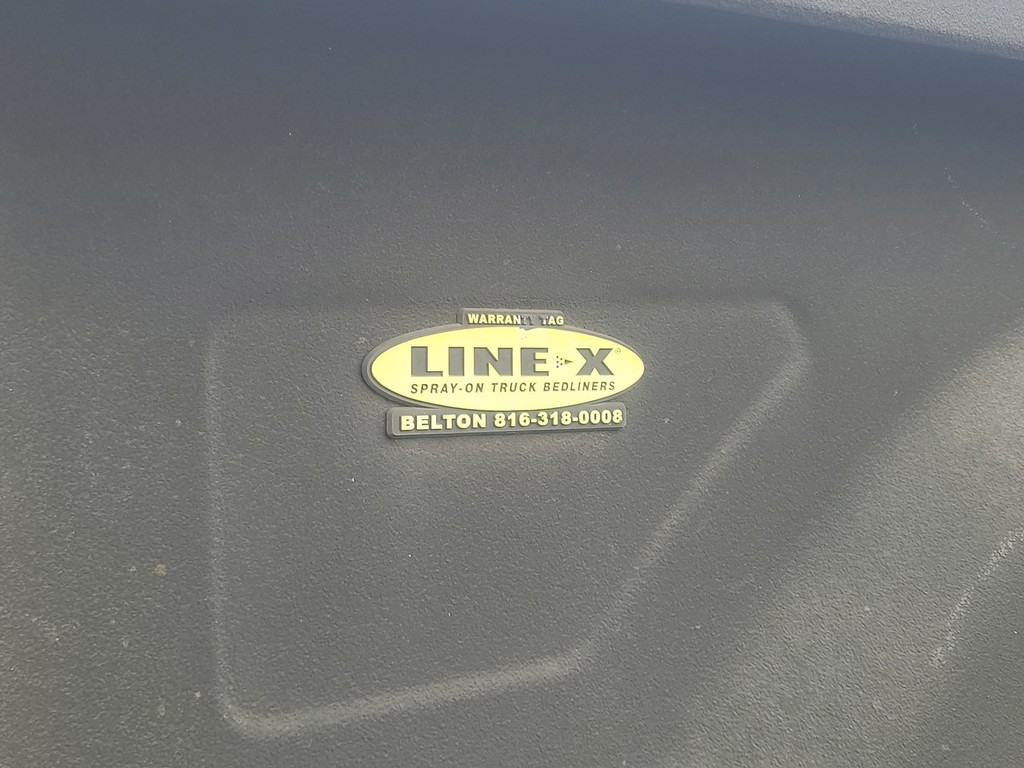 WARRANTY TAG
LINE-X®
SPRAY-ON TRUCK BEDLINERS
BELTON 816-318-0008